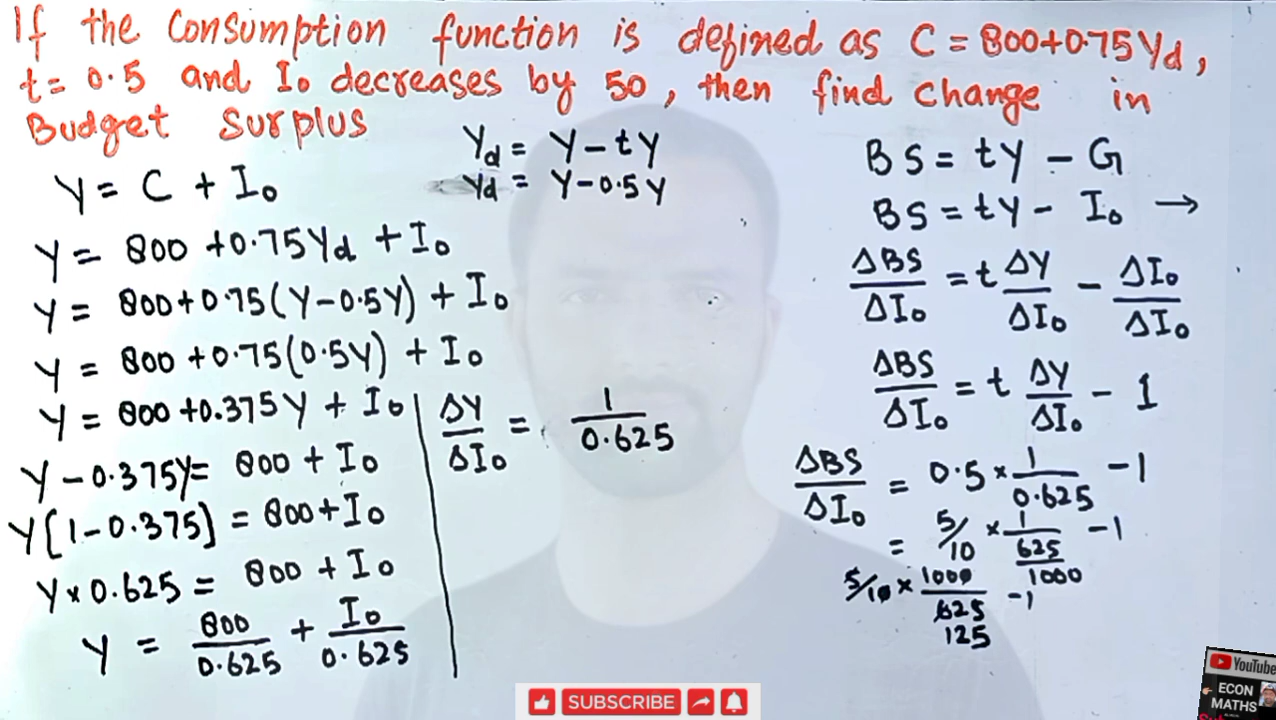 If the Consumption function is defined as C = 800+0.75Yd,
t = 0.5 and I₀ decreases by 50, then find change in
Budget Surplus
Yd = Y - tY
Yd = Y - 0.5Y
Y = C + I₀
Y = 800 + 0.75Yd + I₀
Y = 800 + 0.75(Y - 0.5Y) + I₀
Y = 800 + 0.75(0.5Y) + I₀
Y = 800 + 0.375Y + I₀
Y - 0.375Y = 800 + I₀
Y[1 - 0.375] = 800 + I₀
Y × 0.625 = 800 + I₀
Y = 800/0.625 + I₀/0.625
ΔY/ΔI₀ = 1/0.625
BS = tY - G
BS = tY - I₀ →
ΔBS/ΔI₀ = t ΔY/ΔI₀ - ΔI₀/ΔI₀
ΔBS/ΔI₀ = t ΔY/ΔI₀ - 1
ΔBS/ΔI₀ = 0.5 × 1/0.625 - 1
= 5/10 × 1/(625/1000) - 1
5/10 × 1000/625 - 1
125
SUBSCRIBE
YouTube
ECON
MATHS